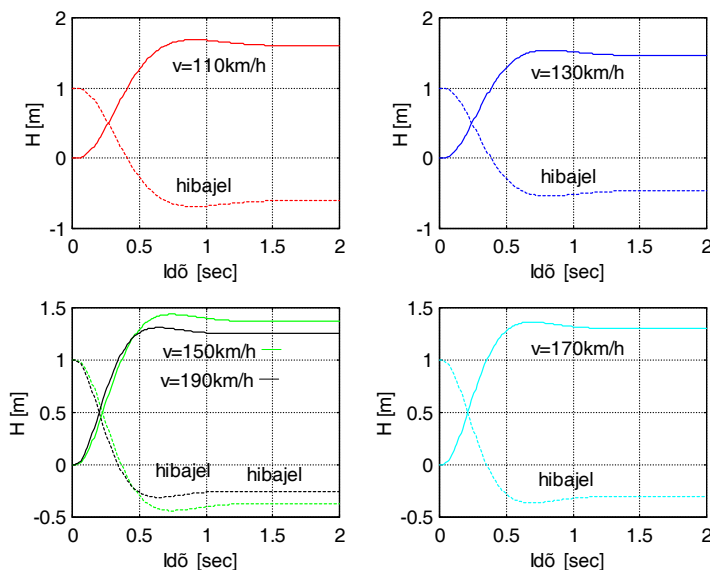 2
1
0
-1
H [m]
v=110km/h
hibajel
0 0.5 1 1.5 2
Idõ [sec]
2
1
0
-1
H [m]
v=130km/h
hibajel
0 0.5 1 1.5 2
Idõ [sec]
1.5
1
0.5
0
-0.5
H [m]
v=150km/h
v=190km/h
hibajel hibajel
0 0.5 1 1.5 2
Idõ [sec]
1.5
1
0.5
0
-0.5
H [m]
v=170km/h
hibajel
0 0.5 1 1.5 2
Idõ [sec]